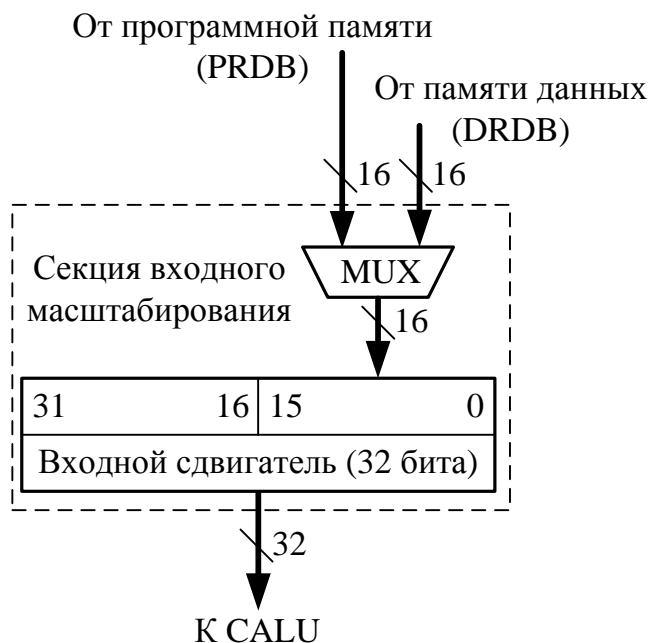 От программной памяти
(PRDB)
От памяти данных
(DRDB)
16
16
Секция входного
масштабирования
MUX
16
31 16 15 0
Входной сдвигатель (32 бита)
32
К CALU